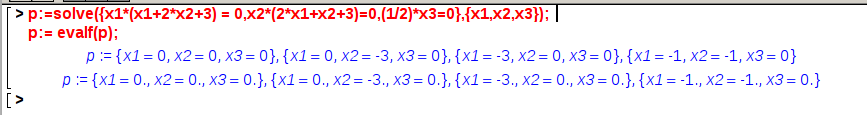 > p:=solve({x1*(x1+2*x2+3) = 0,x2*(2*x1+x2+3)=0,(1/2)*x3=0},{x1,x2,x3});
p:= evalf(p);
p := {x1 = 0, x2 = 0, x3 = 0}, {x1 = 0, x2 = -3, x3 = 0}, {x1 = -3, x2 = 0, x3 = 0}, {x1 = -1, x2 = -1, x3 = 0}
p := {x1 = 0., x2 = 0., x3 = 0.}, {x1 = 0., x2 = -3., x3 = 0.}, {x1 = -3., x2 = 0., x3 = 0.}, {x1 = -1., x2 = -1., x3 = 0.}
>